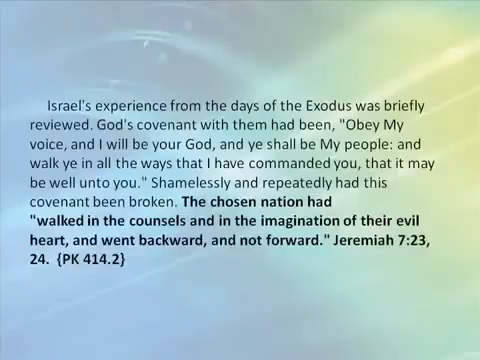 Israel's experience from the days of the Exodus was briefly
reviewed. God's covenant with them had been, "Obey My
voice, and I will be your God, and ye shall be My people: and
walk ye in all the ways that I have commanded you, that it may
be well unto you." Shamelessly and repeatedly had this
covenant been broken. The chosen nation had
"walked in the counsels and in the imagination of their evil
heart, and went backward, and not forward." Jeremiah 7:23,
24. {PK 414.2}